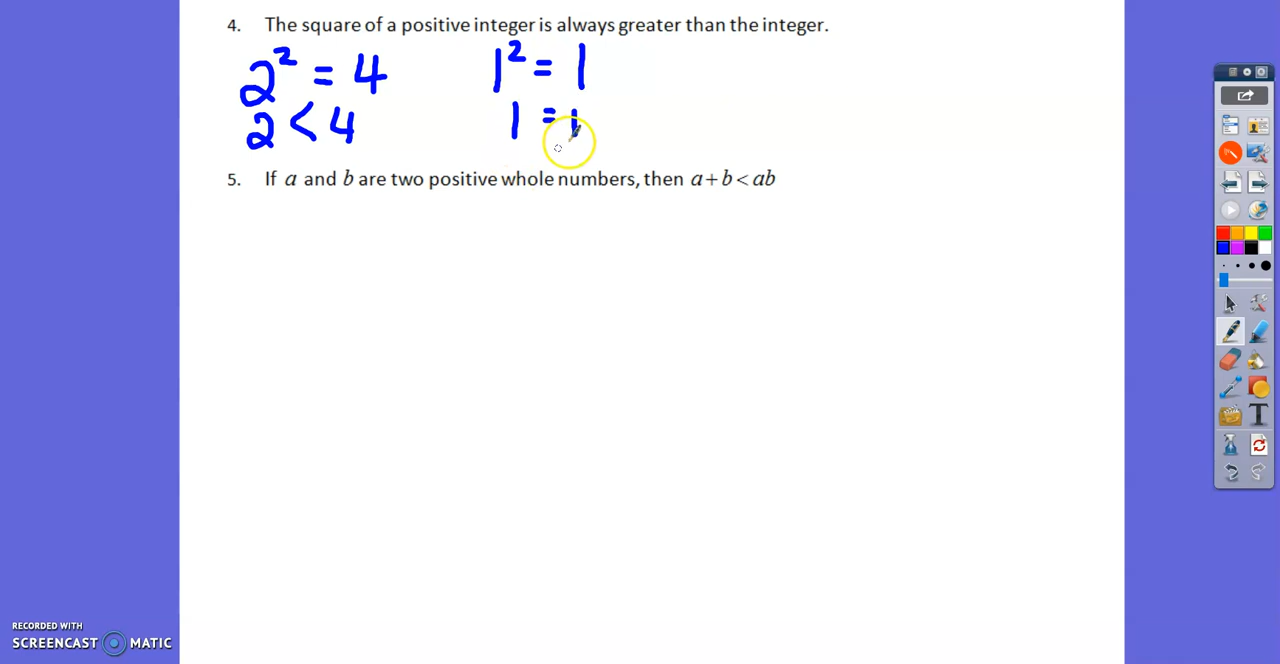 4. The square of a positive integer is always greater than the integer.
2² = 4 1² = 1
2 < 4 1 = 1
5. If a and b are two positive whole numbers, then a + b < ab
RECORDED WITH
SCREENCAST MATIC
T